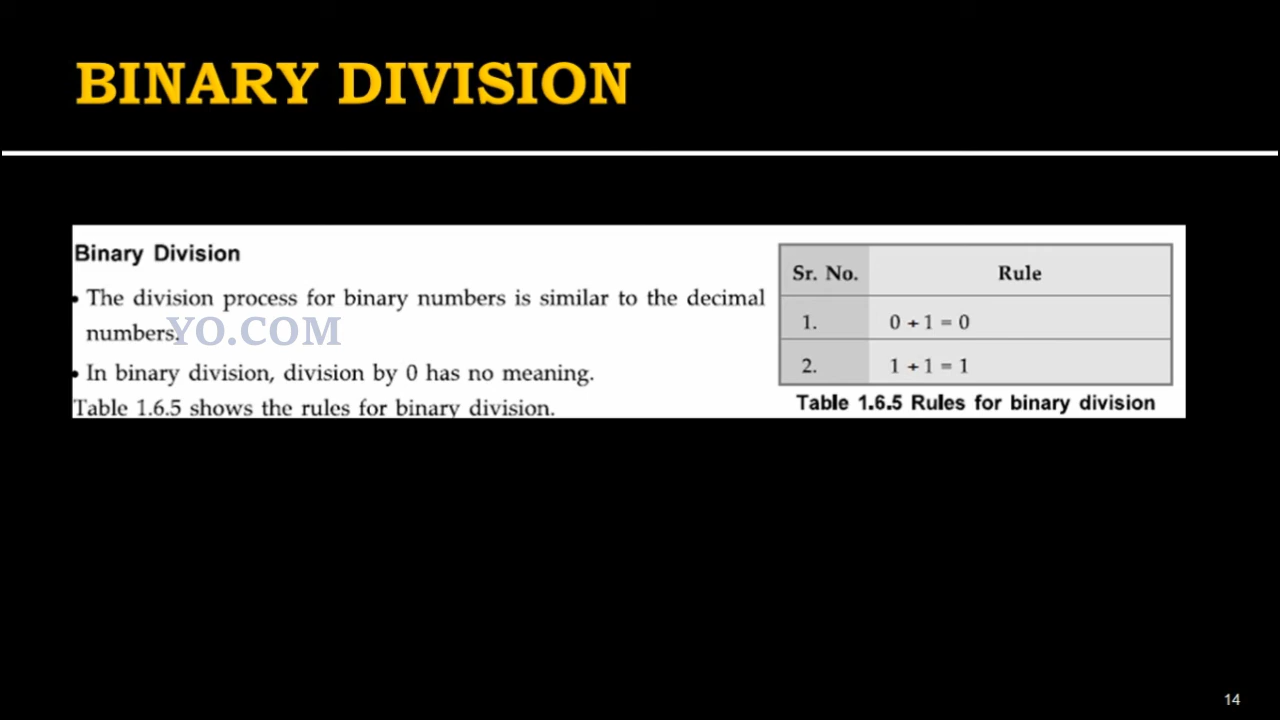 BINARY DIVISION
Binary Division
• The division process for binary numbers is similar to the decimal
numbers.
YO.COM
• In binary division, division by 0 has no meaning.
Table 1.6.5 shows the rules for binary division.
Sr. No. Rule
1. 0 ÷ 1 = 0
2. 1 ÷ 1 = 1
Table 1.6.5 Rules for binary division
14